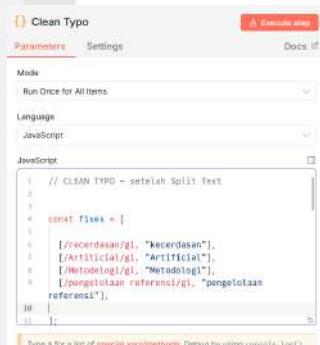 {} Clean Typo
Execute step
Parameters Settings Docs
Mode
Run Once for All Items
Language
JavaScript
JavaScript
1 // CLEAN TYPO – setelah Split Text
2
3
4 const fixes = [
5
6 [/recerdasan/gi, "kecerdasan"],
7 [/Artiticial/gi, "Artificial"],
8 [/Metodelogi/gi, "Metodologi"],
9 [/pengelolaan referensi/gi, "pengelolaan
referensi"],
10
11 ];
Type $ for a list of special vars/methods. Debug by using console.log()